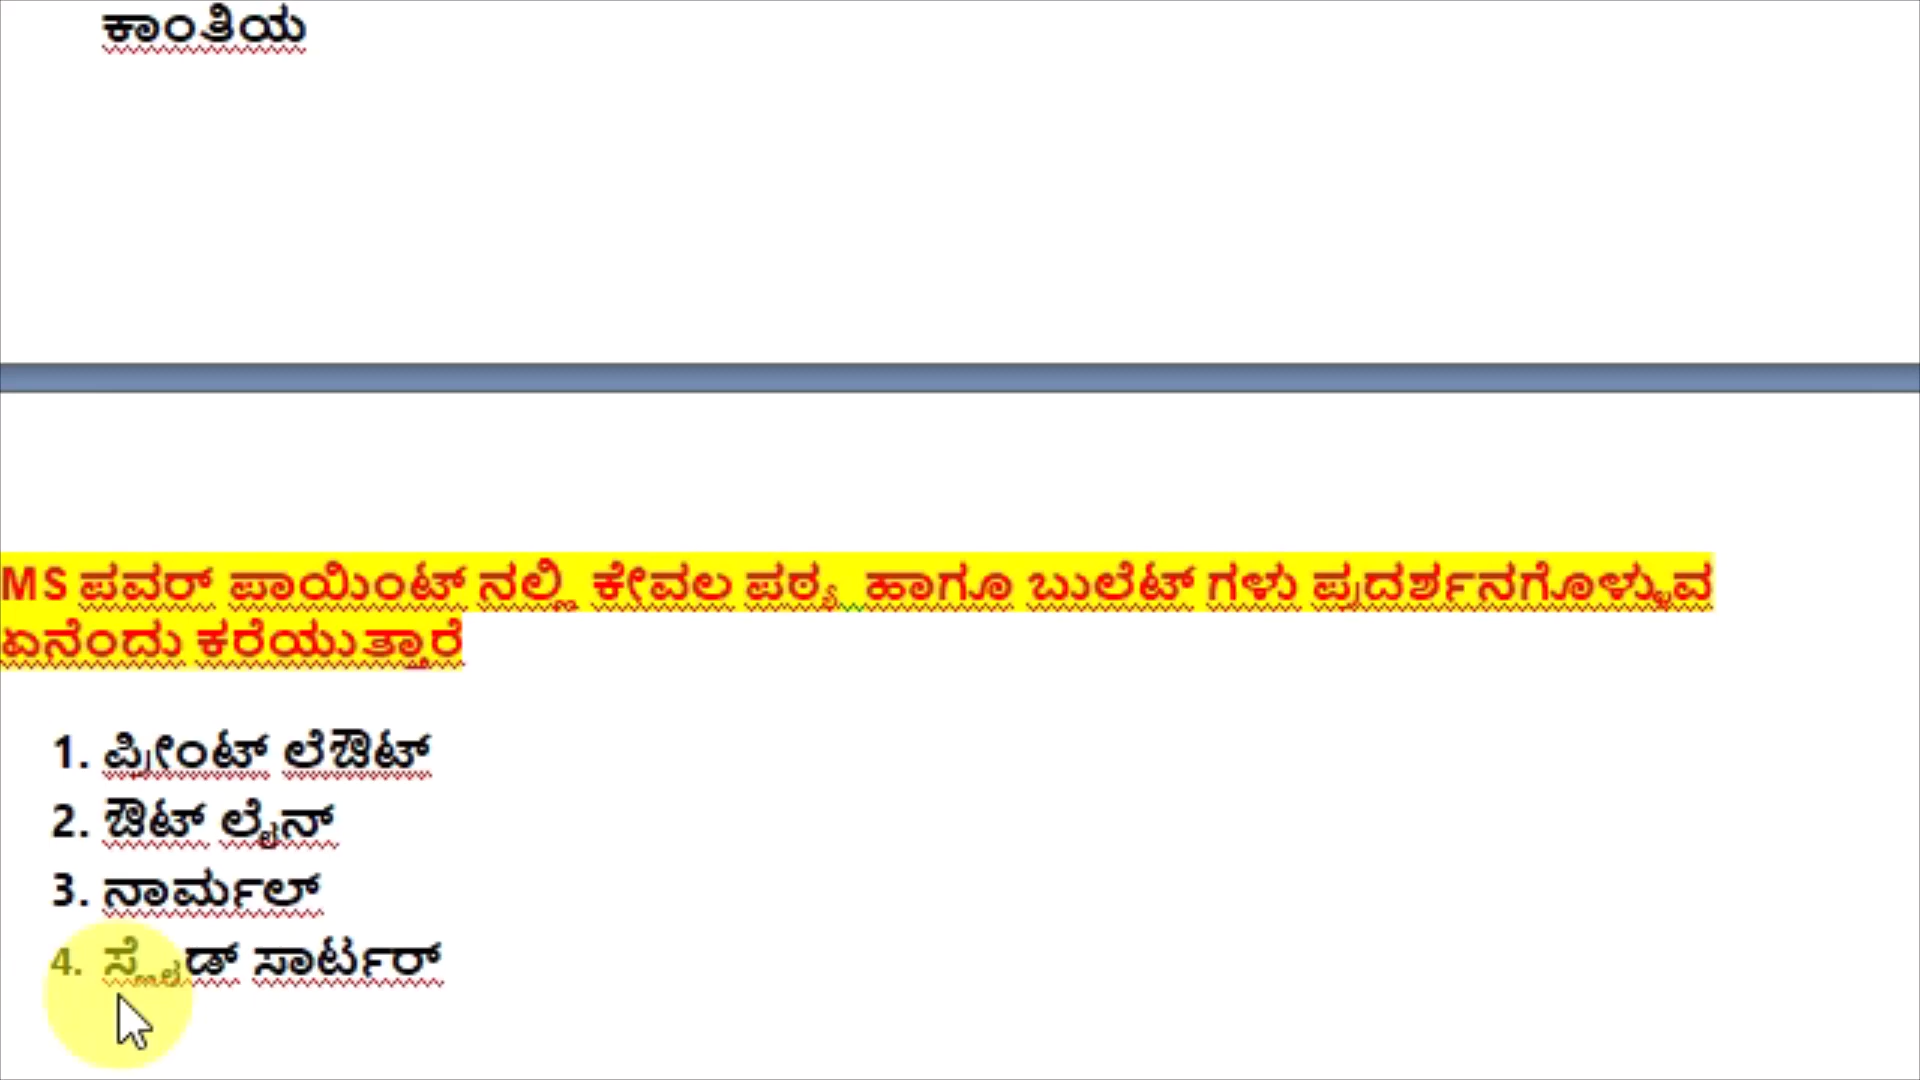 ಕಾಂತಿಯ
MS ಪವರ್ ಪಾಯಿಂಟ್ ನಲ್ಲಿ ಕೇವಲ ಪಠ್ಯ ಹಾಗೂ ಬುಲೆಟ್ ಗಳು ಪ್ರದರ್ಶನಗೊಳ್ಳುವ
ಏನೆಂದು ಕರೆಯುತ್ತಾರೆ
1. ಪ್ರೀಂಟ್ ಲೆಔಟ್
2. ಔಟ್ ಲೈನ್
3. ನಾರ್ಮಲ್
4. ಸ್ಲೈಡ್ ಸಾರ್ಟರ್